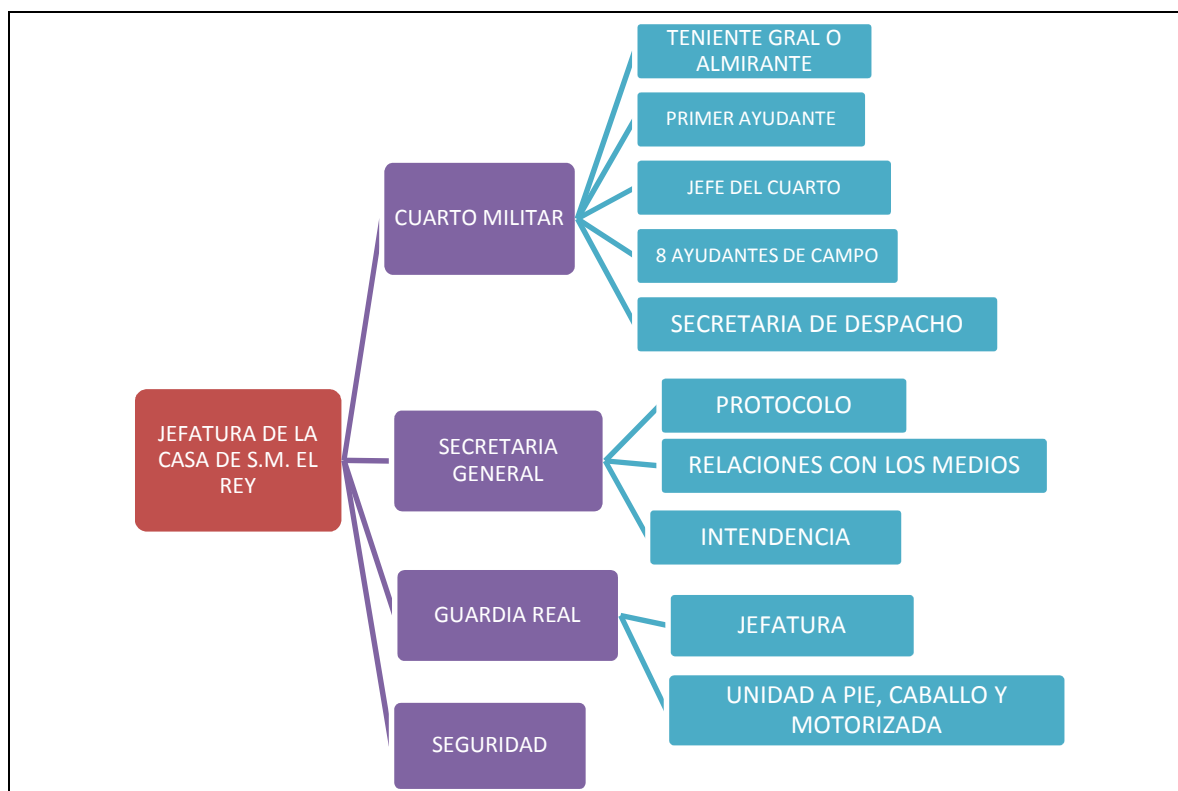 TENIENTE GRAL O
ALMIRANTE
PRIMER AYUDANTE
CUARTO MILITAR
JEFE DEL CUARTO
8 AYUDANTES DE CAMPO
SECRETARIA DE DESPACHO
JEFATURA DE LA
CASA DE S.M. EL
REY
SECRETARIA
GENERAL
PROTOCOLO
RELACIONES CON LOS MEDIOS
INTENDENCIA
GUARDIA REAL
JEFATURA
UNIDAD A PIE, CABALLO Y
MOTORIZADA
SEGURIDAD